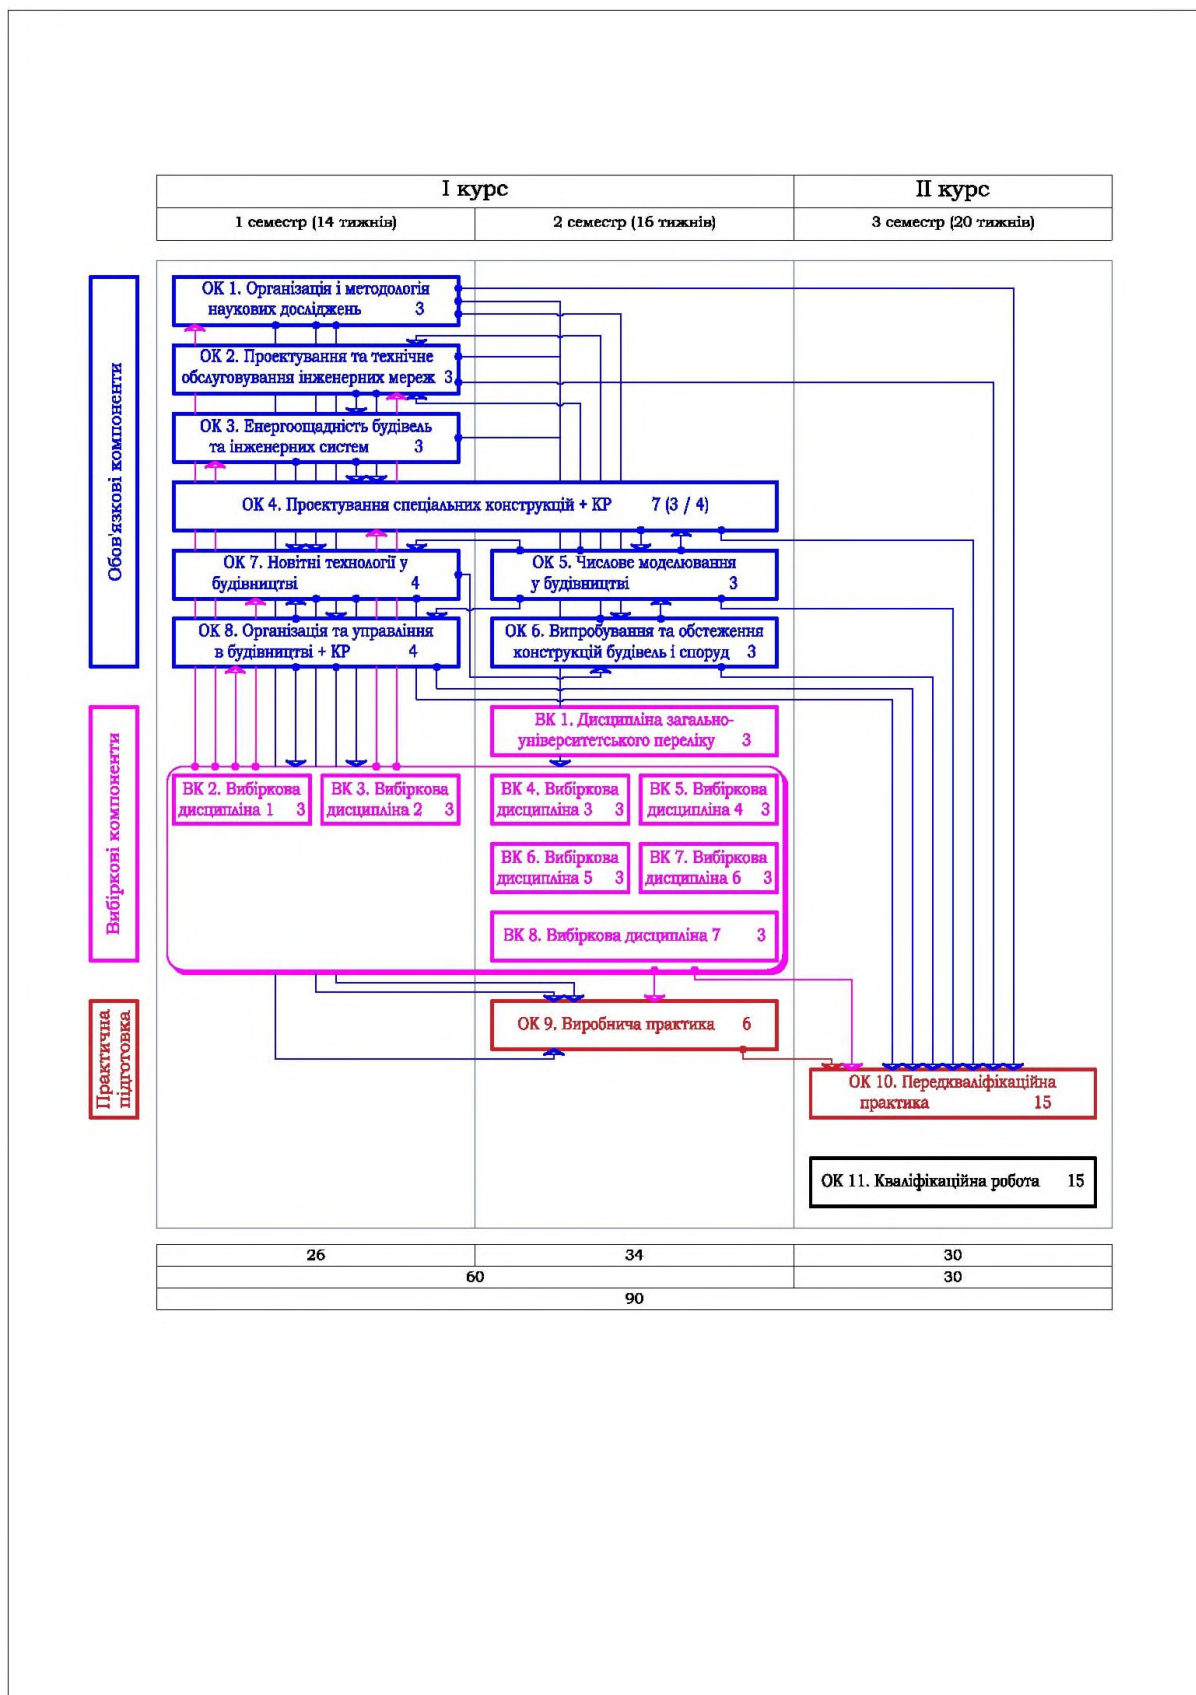 I курс
II курс
1 семестр (14 тижнів)
2 семестр (16 тижнів)
3 семестр (20 тижнів)
Обов'язкові компоненти
ОК 1. Організація і методологія
наукових досліджень 3
ОК 2. Проектування та технічне
обслуговування інженерних мереж 3
ОК 3. Енергоощадність будівель
та інженерних систем 3
ОК 4. Проектування спеціальних конструкцій + КР 7 (3 / 4)
ОК 7. Новітні технології у
будівництві 4
ОК 5. Числове моделювання
у будівництві 3
ОК 8. Організація та управління
в будівництві + КР 4
ОК 6. Випробування та обстеження
конструкцій будівель і споруд 3
Вибіркові компоненти
ВК 1. Дисципліна загально-
університетського переліку 3
ВК 2. Вибіркова
дисципліна 1 3
ВК 3. Вибіркова
дисципліна 2 3
ВК 4. Вибіркова
дисципліна 3 3
ВК 5. Вибіркова
дисципліна 4 3
ВК 6. Вибіркова
дисципліна 5 3
ВК 7. Вибіркова
дисципліна 6 3
ВК 8. Вибіркова дисципліна 7 3
Практична
підготовка
ОК 9. Виробнича практика 6
ОК 10. Передкваліфікаційна
практика 15
ОК 11. Кваліфікаційна робота 15
26
34
30
60
30
90